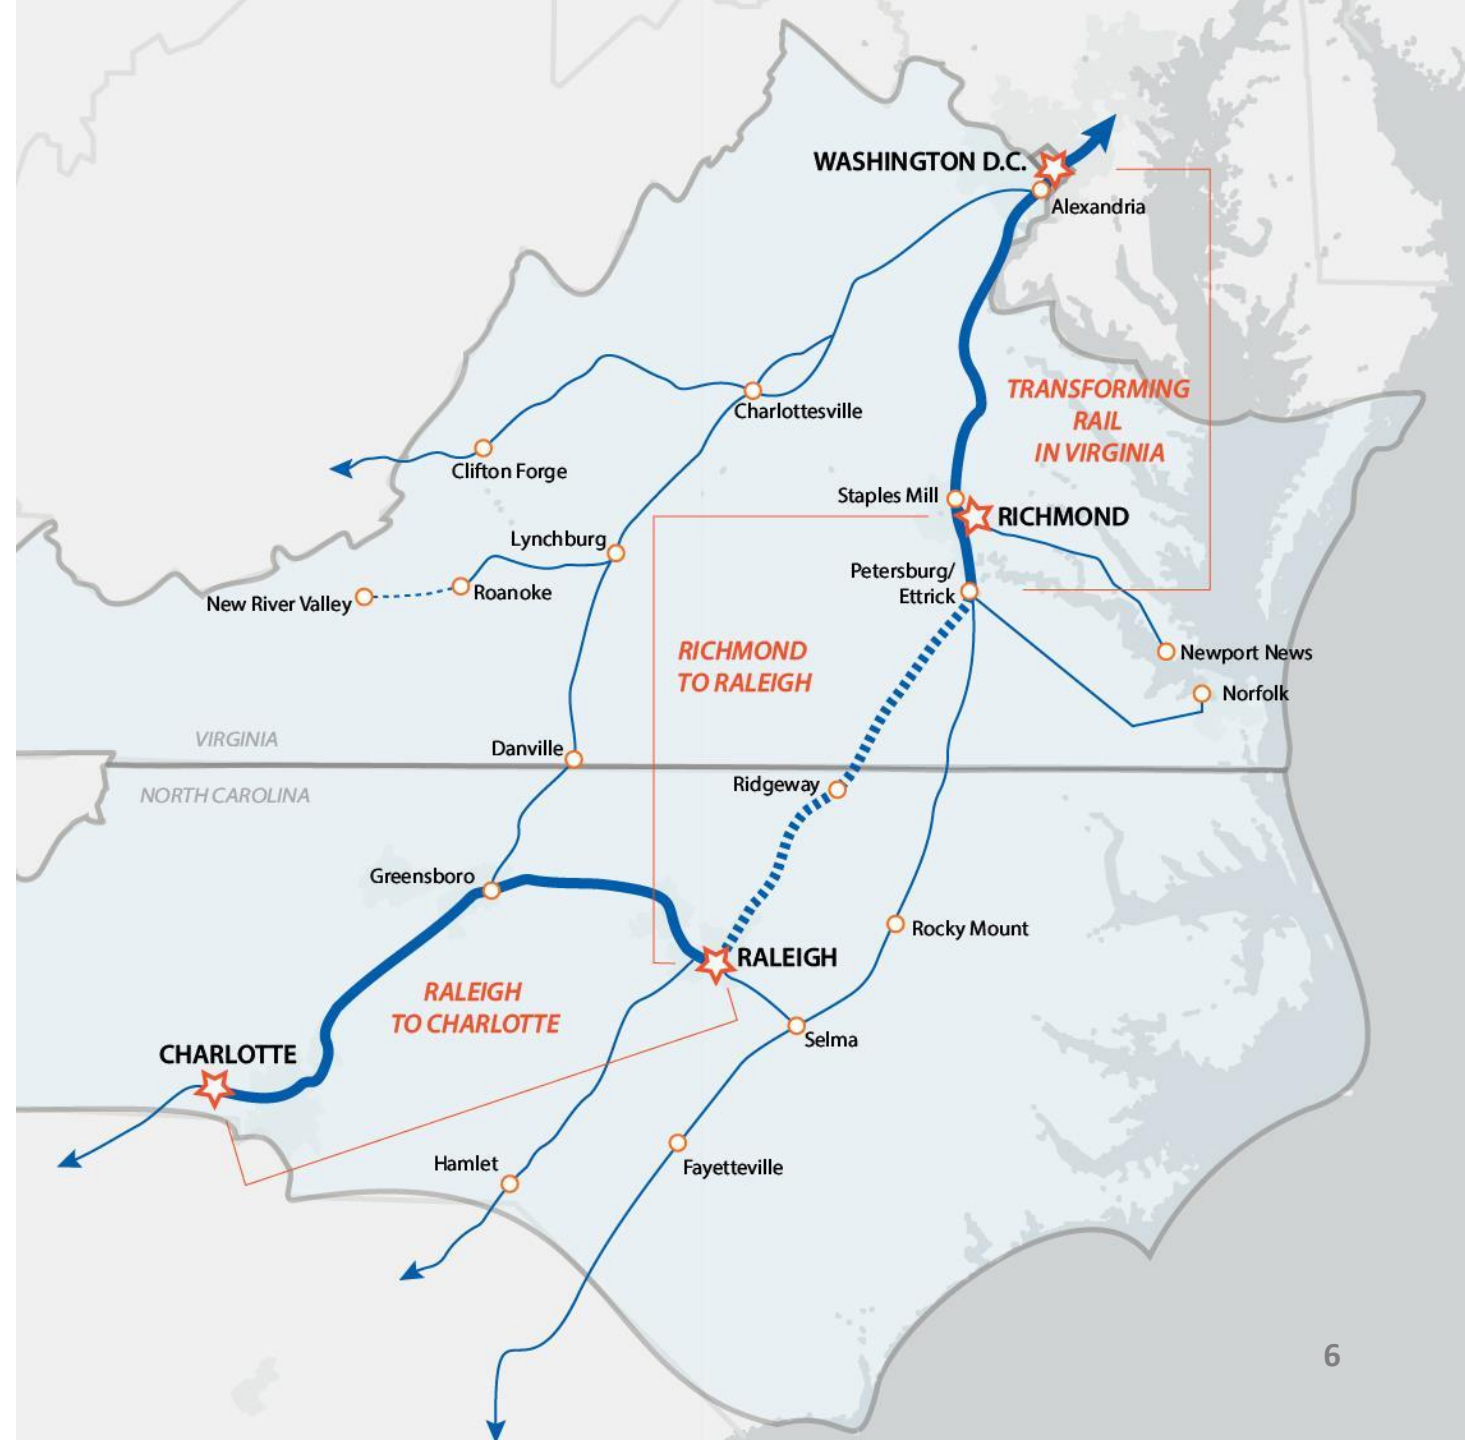 WASHINGTON D.C.
Alexandria
TRANSFORMING
RAIL
IN VIRGINIA
Charlottesville
Clifton Forge
Staples Mill
RICHMOND
Lynchburg
Petersburg/
Ettrick
Roanoke
New River Valley
RICHMOND
TO RALEIGH
Newport News
Norfolk
VIRGINIA
Danville
Ridgeway
NORTH CAROLINA
Greensboro
Rocky Mount
RALEIGH
RALEIGH
TO CHARLOTTE
Selma
CHARLOTTE
Hamlet
Fayetteville
6